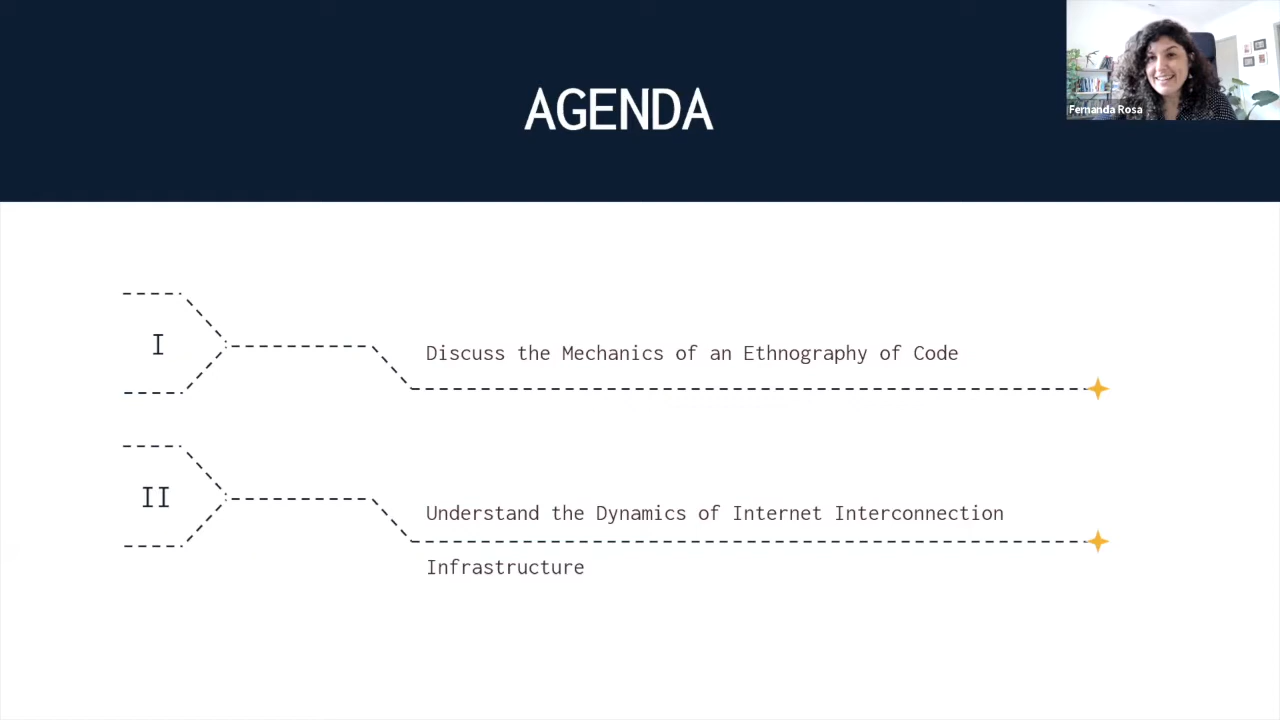 AGENDA
Fernanda Rosa
I
Discuss the Mechanics of an Ethnography of Code
II
Understand the Dynamics of Internet Interconnection
Infrastructure